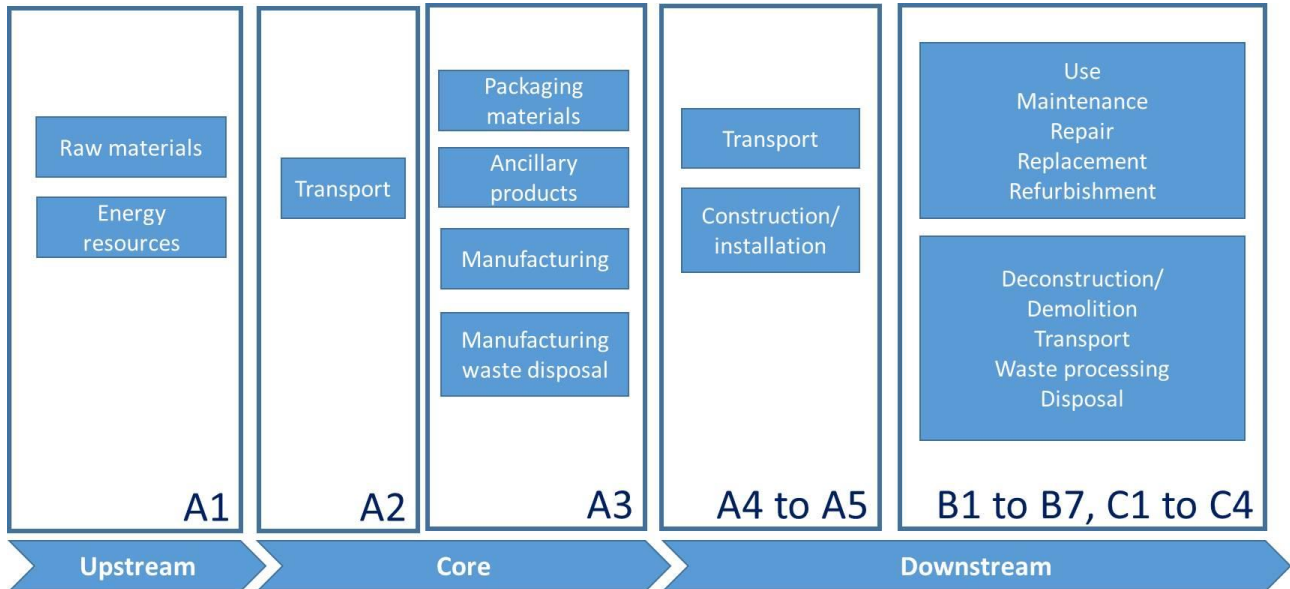 Raw materials
Energy
resources
A1
Transport
A2
Packaging
materials
Ancillary
products
Manufacturing
Manufacturing
waste disposal
A3
Transport
Construction/
installation
A4 to A5
Use
Maintenance
Repair
Replacement
Refurbishment
Deconstruction/
Demolition
Transport
Waste processing
Disposal
B1 to B7, C1 to C4
Upstream
Core
Downstream